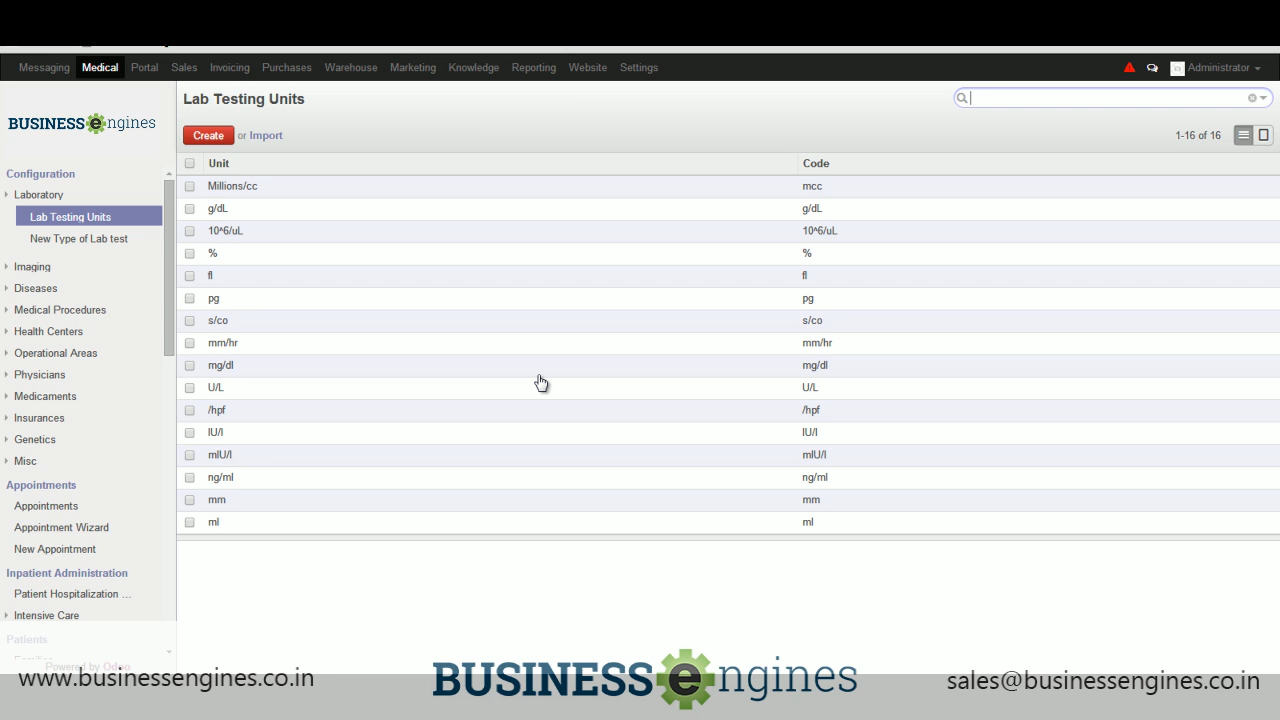 Messaging Medical Portal Sales Invoicing Purchases Warehouse Marketing Knowledge Reporting Website Settings Administrator
BUSINESS engines
Lab Testing Units
Create or Import
1-16 of 16
Configuration
Laboratory
Lab Testing Units
New Type of Lab test
Imaging
Diseases
Medical Procedures
Health Centers
Operational Areas
Physicians
Medicaments
Insurances
Genetics
Misc
Appointments
Appointments
Appointment Wizard
New Appointment
Inpatient Administration
Patient Hospitalization ...
Intensive Care
Patients
Powered by Odoo
Unit Code
Millions/cc mcc
g/dL g/dL
10^6/uL 10^6/uL
% %
fl fl
pg pg
s/co s/co
mm/hr mm/hr
mg/dl mg/dl
U/L U/L
/hpf /hpf
IU/l IU/l
mIU/l mIU/l
ng/ml ng/ml
mm mm
ml ml
www.businessengines.co.in
BUSINESS engines
sales@businessengines.co.in